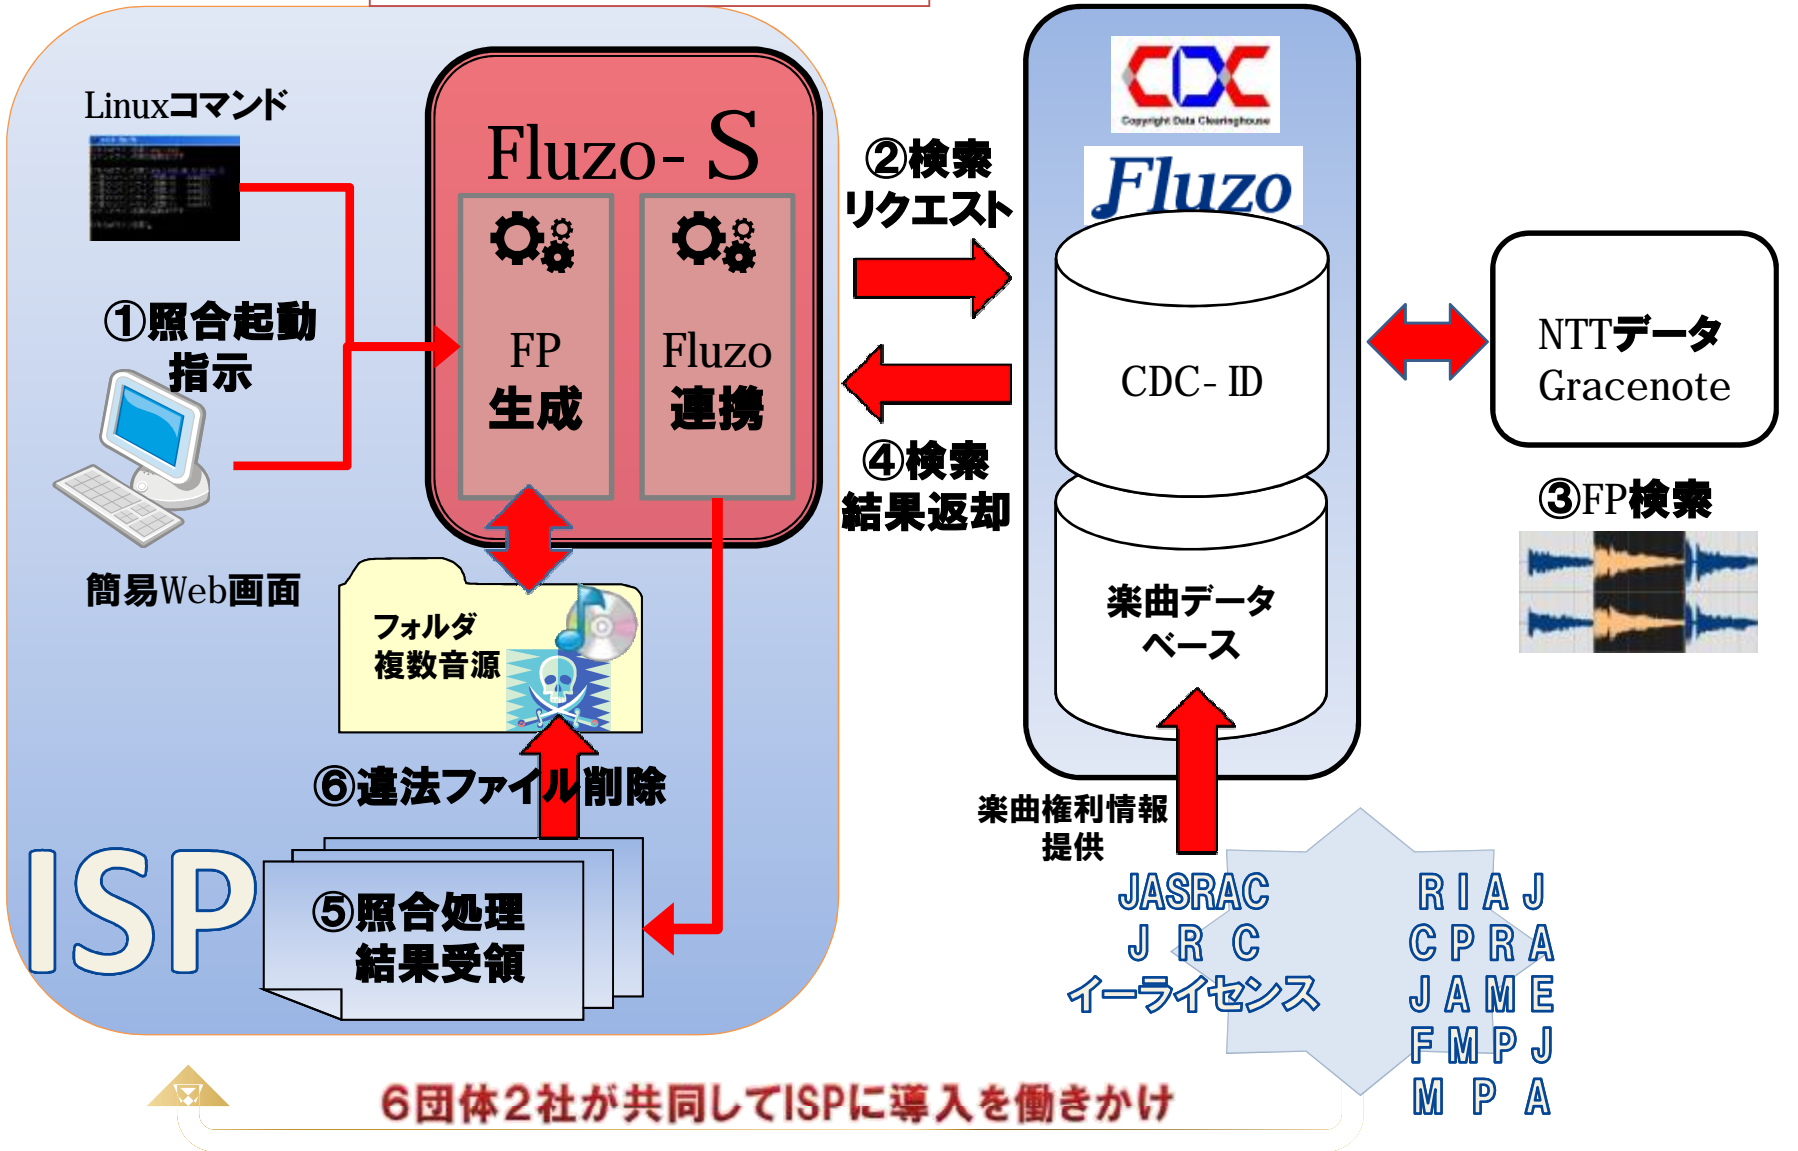 Linuxコマンド
①照合起動
指示
簡易Web画面
Fluzo-S
FP
生成
Fluzo
連携
フォルダ
複数音源
⑥違法ファイル削除
ISP
⑤照合処理
結果受領
②検索
リクエスト
④検索
結果返却
CDC
Copyright Data Clearinghouse
Fluzo
CDC-ID
楽曲データ
ベース
NTTデータ
Gracenote
③FP検索
楽曲権利情報
提供
JASRAC
JRC
イーライセンス
RIAJ
CPRA
JAME
FMPJ
MPA
6団体2社が共同してISPに導入を働きかけ